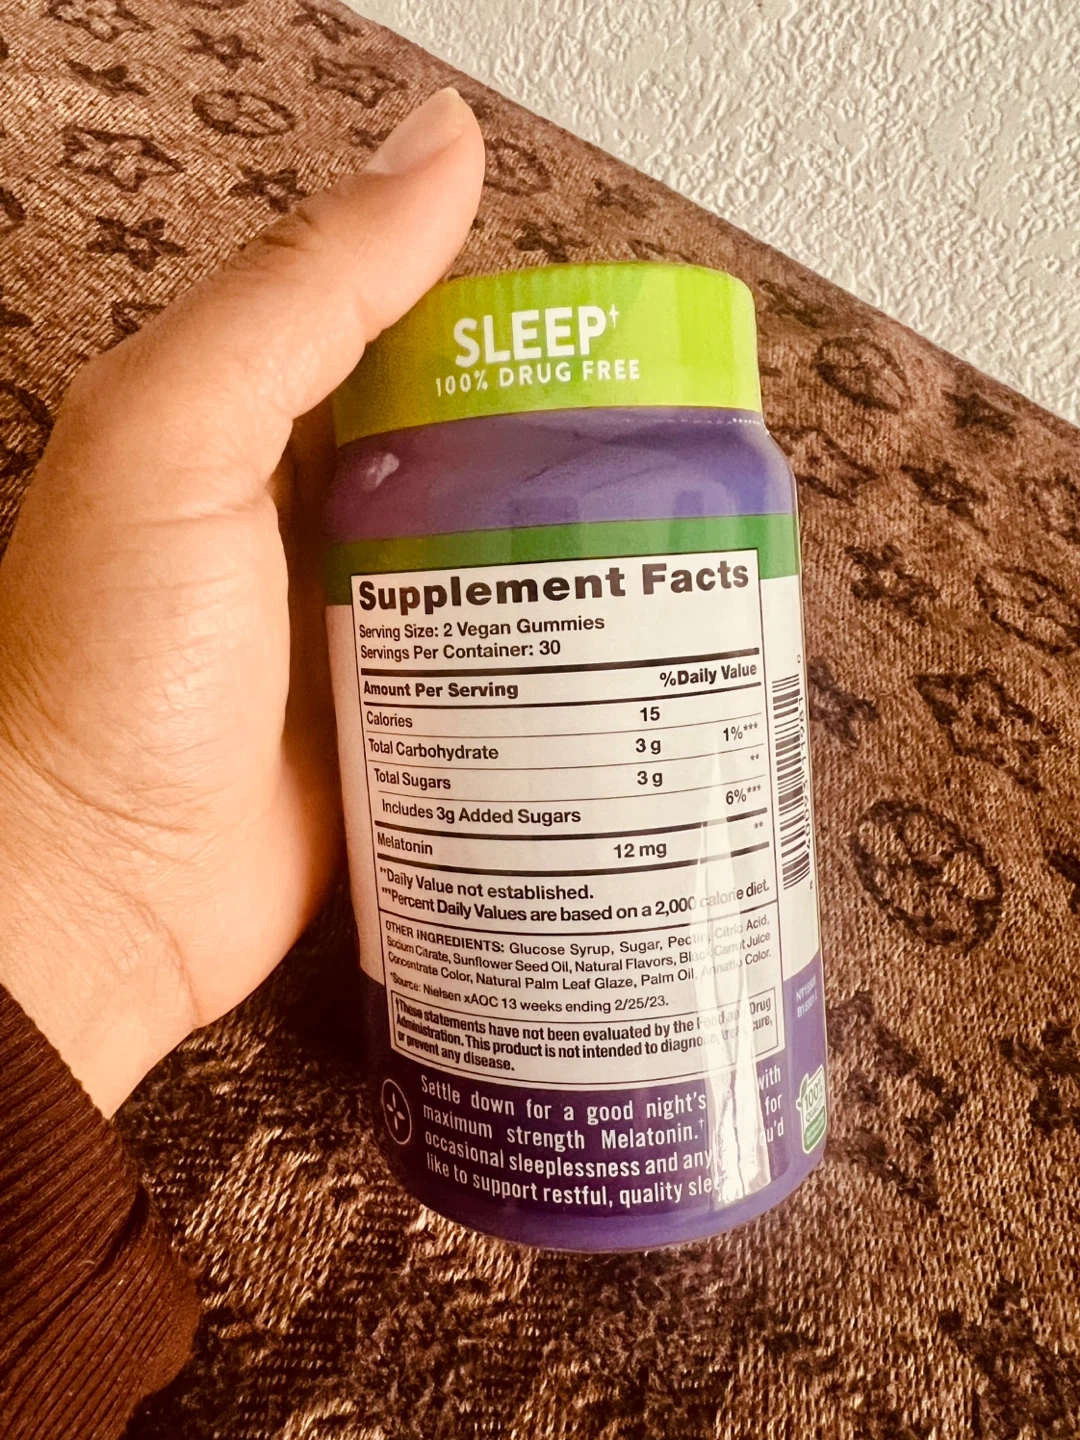 SLEEP†
100% DRUG FREE
Supplement Facts
Serving Size: 2 Vegan Gummies
Servings Per Container: 30
Amount Per Serving %Daily Value
Calories 15
Total Carbohydrate 3 g 1%***
Total Sugars 3 g **
Includes 3g Added Sugars 6%***
Melatonin 12 mg **
**Daily Value not established.
***Percent Daily Values are based on a 2,000 calorie diet.
OTHER INGREDIENTS: Glucose Syrup, Sugar, Pectin, Citric Acid,
Sodium Citrate, Sunflower Seed Oil, Natural Flavors, Black Carrot Juice
Concentrate Color, Natural Palm Leaf Glaze, Palm Oil, Annatto Color.
*Source: Nielsen xAOC 13 weeks ending 2/25/23.
†These statements have not been evaluated by the Food and Drug
Administration. This product is not intended to diagnose, treat, cure,
or prevent any disease.
Settle down for a good night's with
maximum strength Melatonin.† for
occasional sleeplessness and any
like to support restful, quality
100%